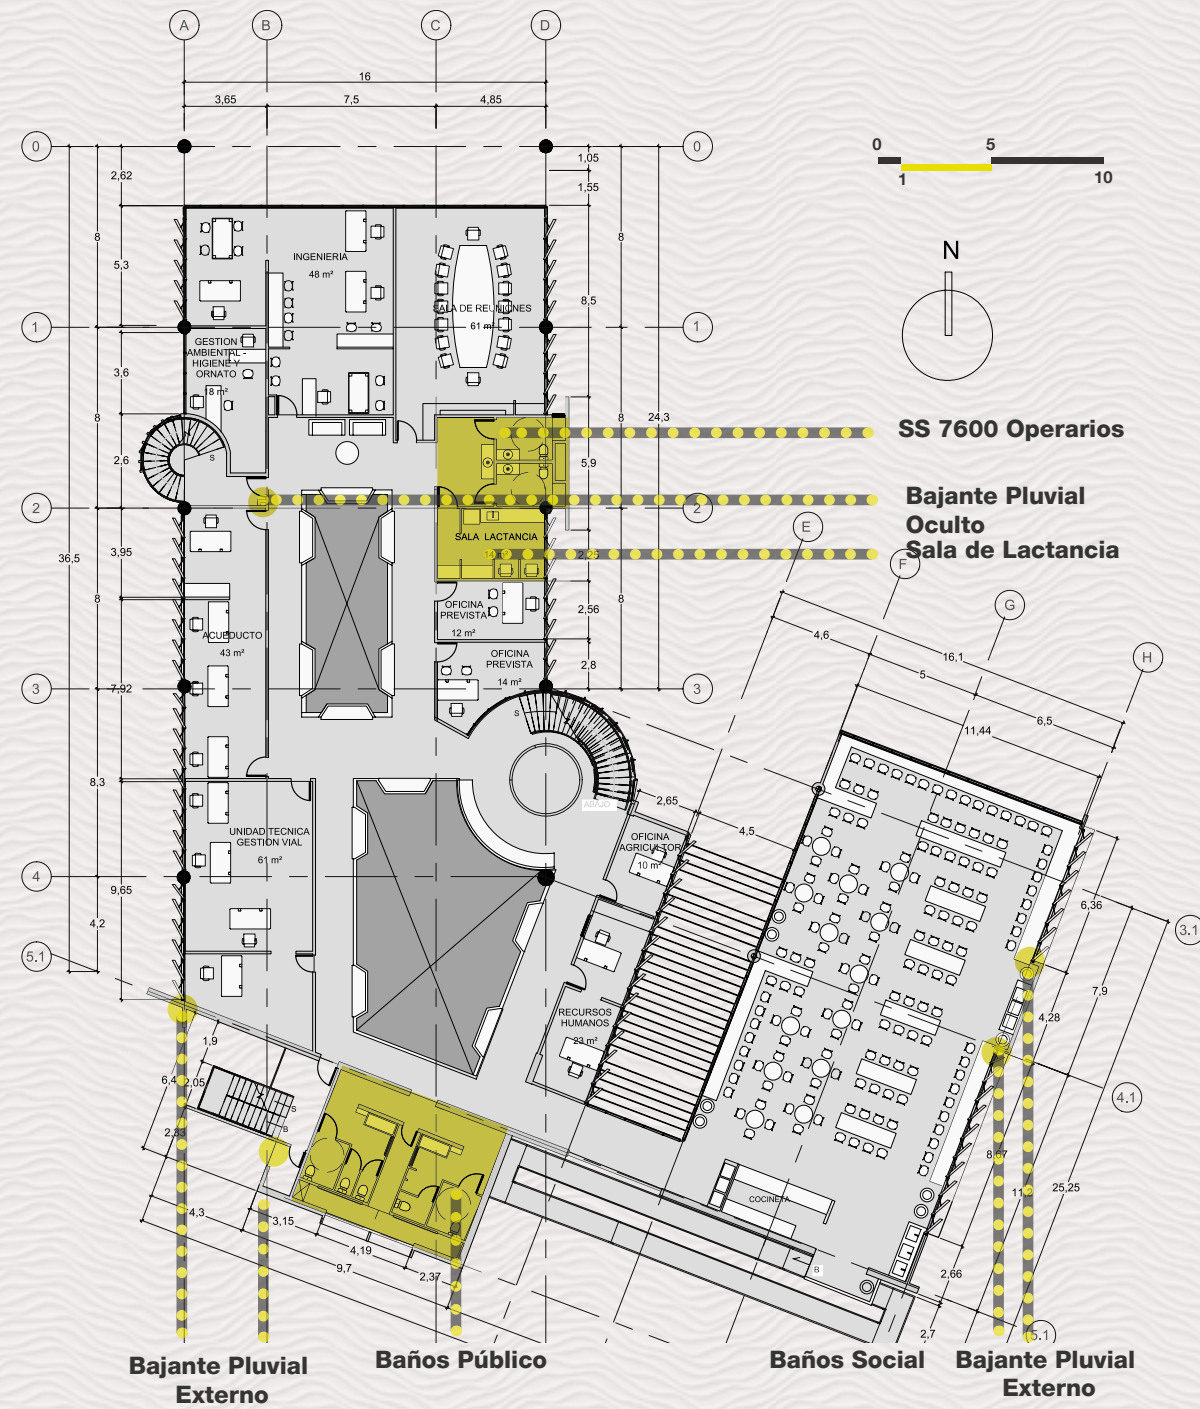 A
B
C
D
16
3,65
7,5
4,85
0
0
0
5
1
10
N
2,62
1,05
1,55
8
5,3
8
8,5
INGENIERIA
48 m²
SALA DE REUNIONES
61 m²
1
1
GESTION
AMBIENTAL -
HIGIENE Y
ORNATO
18 m²
3,6
8
8
24,3
SS 7600 Operarios
2,6
S
5,9
Bajante Pluvial
Oculto
2
2
E
Sala de Lactancia
SALA LACTANCIA
14 m²
36,5
3,95
2,25
F
8
8
OFICINA
PREVISTA
12 m²
2,56
G
ACUEDUCTO
43 m²
4,6
16,1
H
OFICINA
PREVISTA
14 m²
2,8
5
3
7,92
3
S
6,5
11,44
8,3
ABAJO
2,65
4,5
UNIDAD TECNICA
GESTION VIAL
61 m²
OFICINA
AGRICULTOR
10 m²
4
9,65
6,36
4,2
3.1
5.1
7,9
RECURSOS
HUMANOS
23 m²
4,28
1,9
6,4
2,05
S
B
4.1
2,83
8,67
11,2
25,25
COCINETA
4,3
3,15
4,19
9,7
2,37
B
2,66
2,7
5.1
Bajante Pluvial
Externo
Baños Público
Baños Social
Bajante Pluvial
Externo